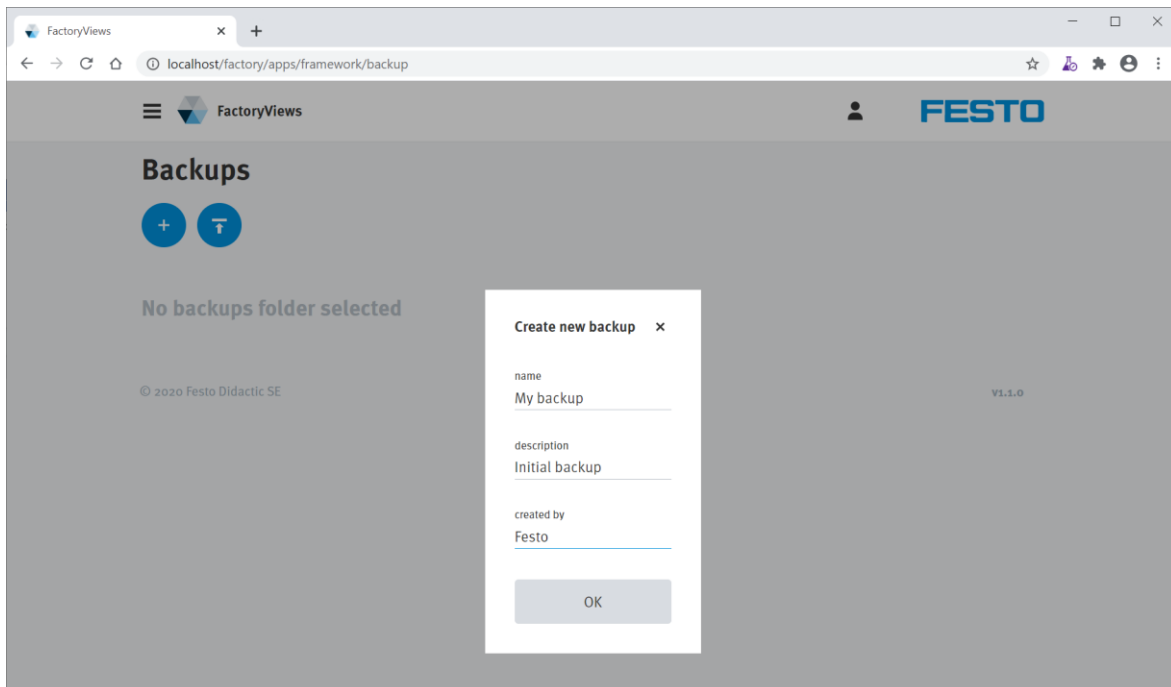 FactoryViews
localhost/factory/apps/framework/backup
FactoryViews
FESTO
Backups
No backups folder selected
Create new backup
name
My backup
description
Initial backup
created by
Festo
OK
© 2020 Festo Didactic SE
v1.1.0